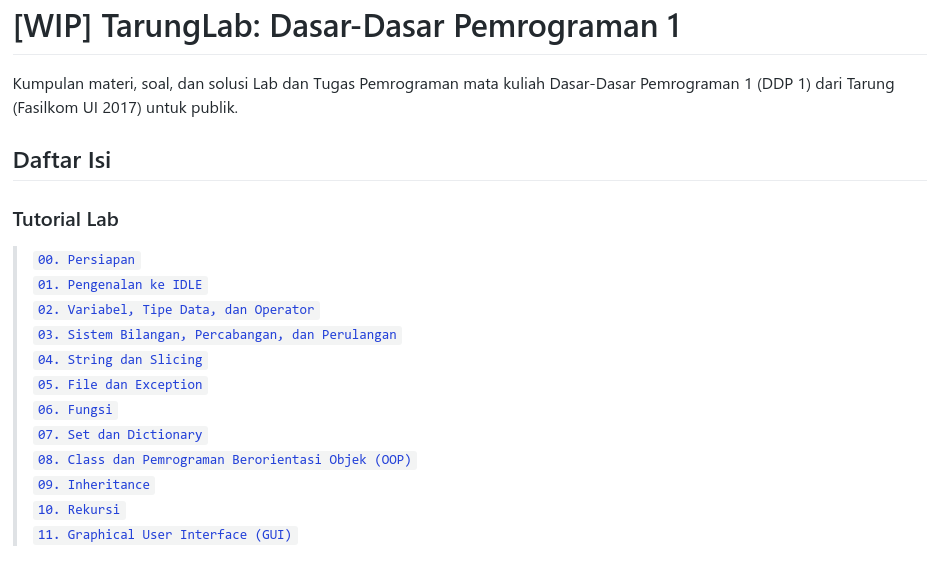 [WIP] TarungLab: Dasar-Dasar Pemrograman 1
Kumpulan materi, soal, dan solusi Lab dan Tugas Pemrograman mata kuliah Dasar-Dasar Pemrograman 1 (DDP 1) dari Tarung
(Fasilkom UI 2017) untuk publik.
Daftar Isi
Tutorial Lab
00. Persiapan
01. Pengenalan ke IDLE
02. Variabel, Tipe Data, dan Operator
03. Sistem Bilangan, Percabangan, dan Perulangan
04. String dan Slicing
05. File dan Exception
06. Fungsi
07. Set dan Dictionary
08. Class dan Pemrograman Berorientasi Objek (OOP)
09. Inheritance
10. Rekursi
11. Graphical User Interface (GUI)